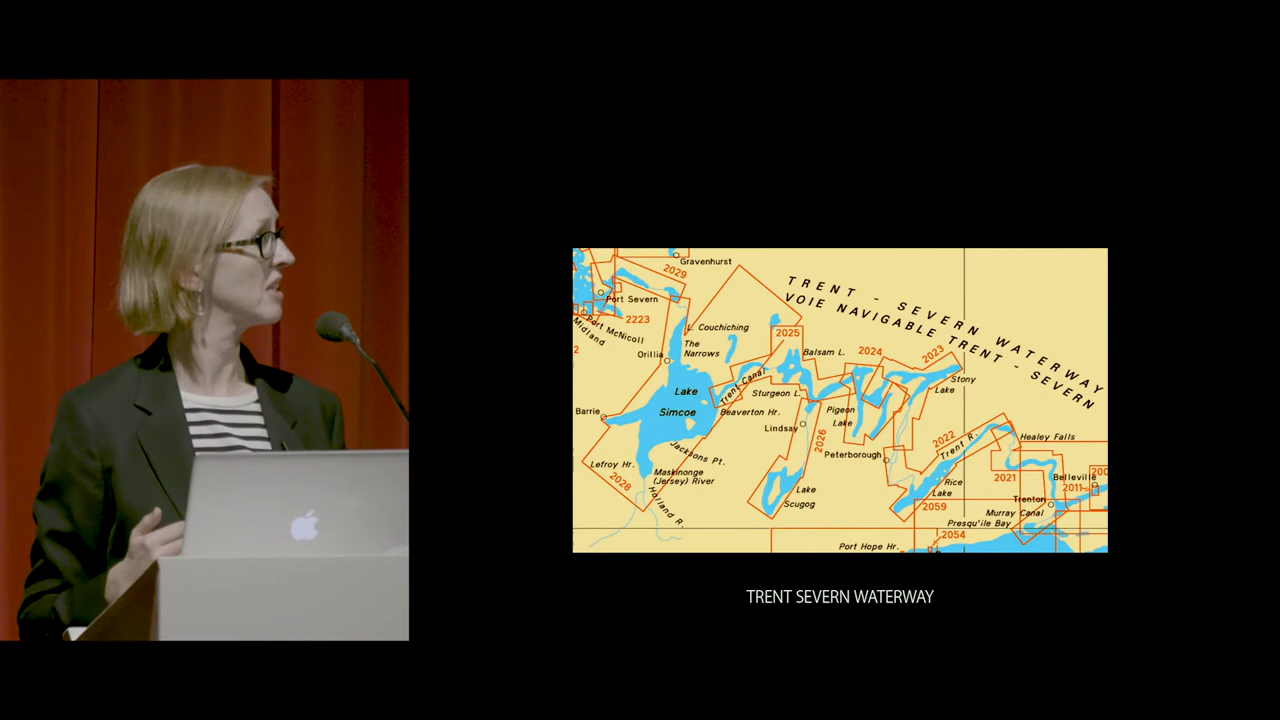 Gravenhurst
2029
Port Severn
2223
Port McNicoll
Midland
2
L. Couchiching
The
Narrows
Orillia
Lake
Simcoe
Barrie
Trent Canal
Beaverton Hr.
Jacksons Pt.
Lefroy Hr.
Maskinonge
(Jersey) River
2028
Holland R.
TRENT - SEVERN WATERWAY
VOIE NAVIGABLE TRENT - SEVERN
2025
Balsam L.
2024
2023
Stony
Lake
Sturgeon L.
Pigeon
Lake
Lindsay
2026
Peterborough
2022
Trent R.
Healey Falls
Rice
Lake
2021
Belleville
200
2011
Lake
Scugog
2059
Trenton
Murray Canal
Presqu'ile Bay
2054
Port Hope Hr.
TRENT SEVERN WATERWAY